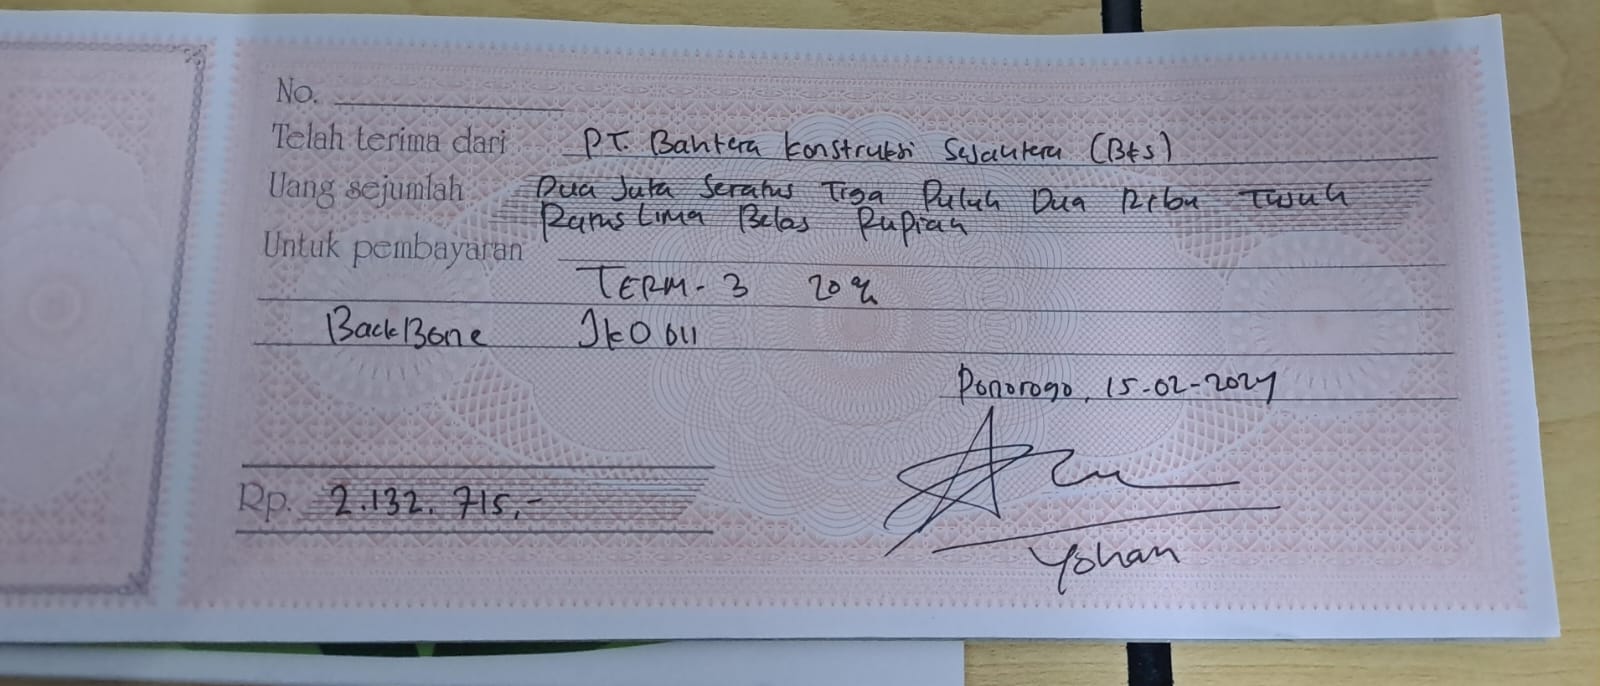 No.
Telah terima dari PT. Bahtera Konstruksi Sejahtera (BKS)
Uang sejumlah Dua Juta Seratus Tiga Puluh Dua Ribu Tujuh
Ratus Lima Belas Rupiah
Untuk pembayaran
TERM- 3 20%
BackBone JKO 611
Ponorogo, 15-02-2024
Rp. 2.132.715,-
Yohan